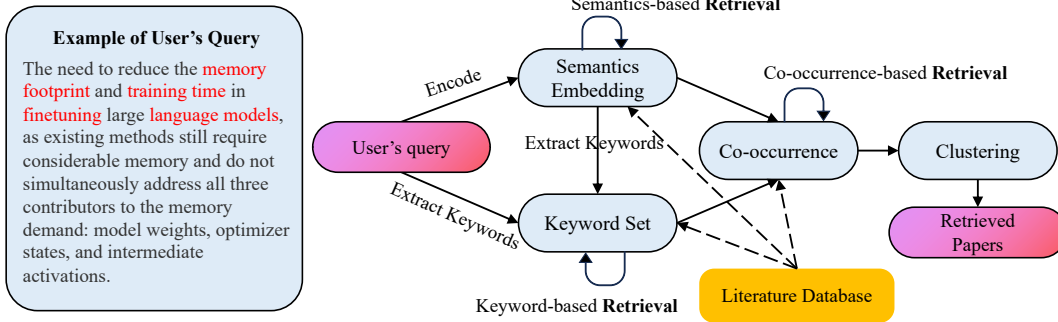 Example of User's Query
The need to reduce the memory
footprint and training time in
finetuning large language models,
as existing methods still require
considerable memory and do not
simultaneously address all three
contributors to the memory
demand: model weights, optimizer
states, and intermediate
activations.
Semantics-based Retrieval
Semantics
Embedding
Encode
User's query
Extract Keywords
Extract Keywords
Keyword Set
Keyword-based Retrieval
Co-occurrence-based Retrieval
Co-occurrence
Clustering
Retrieved
Papers
Literature Database